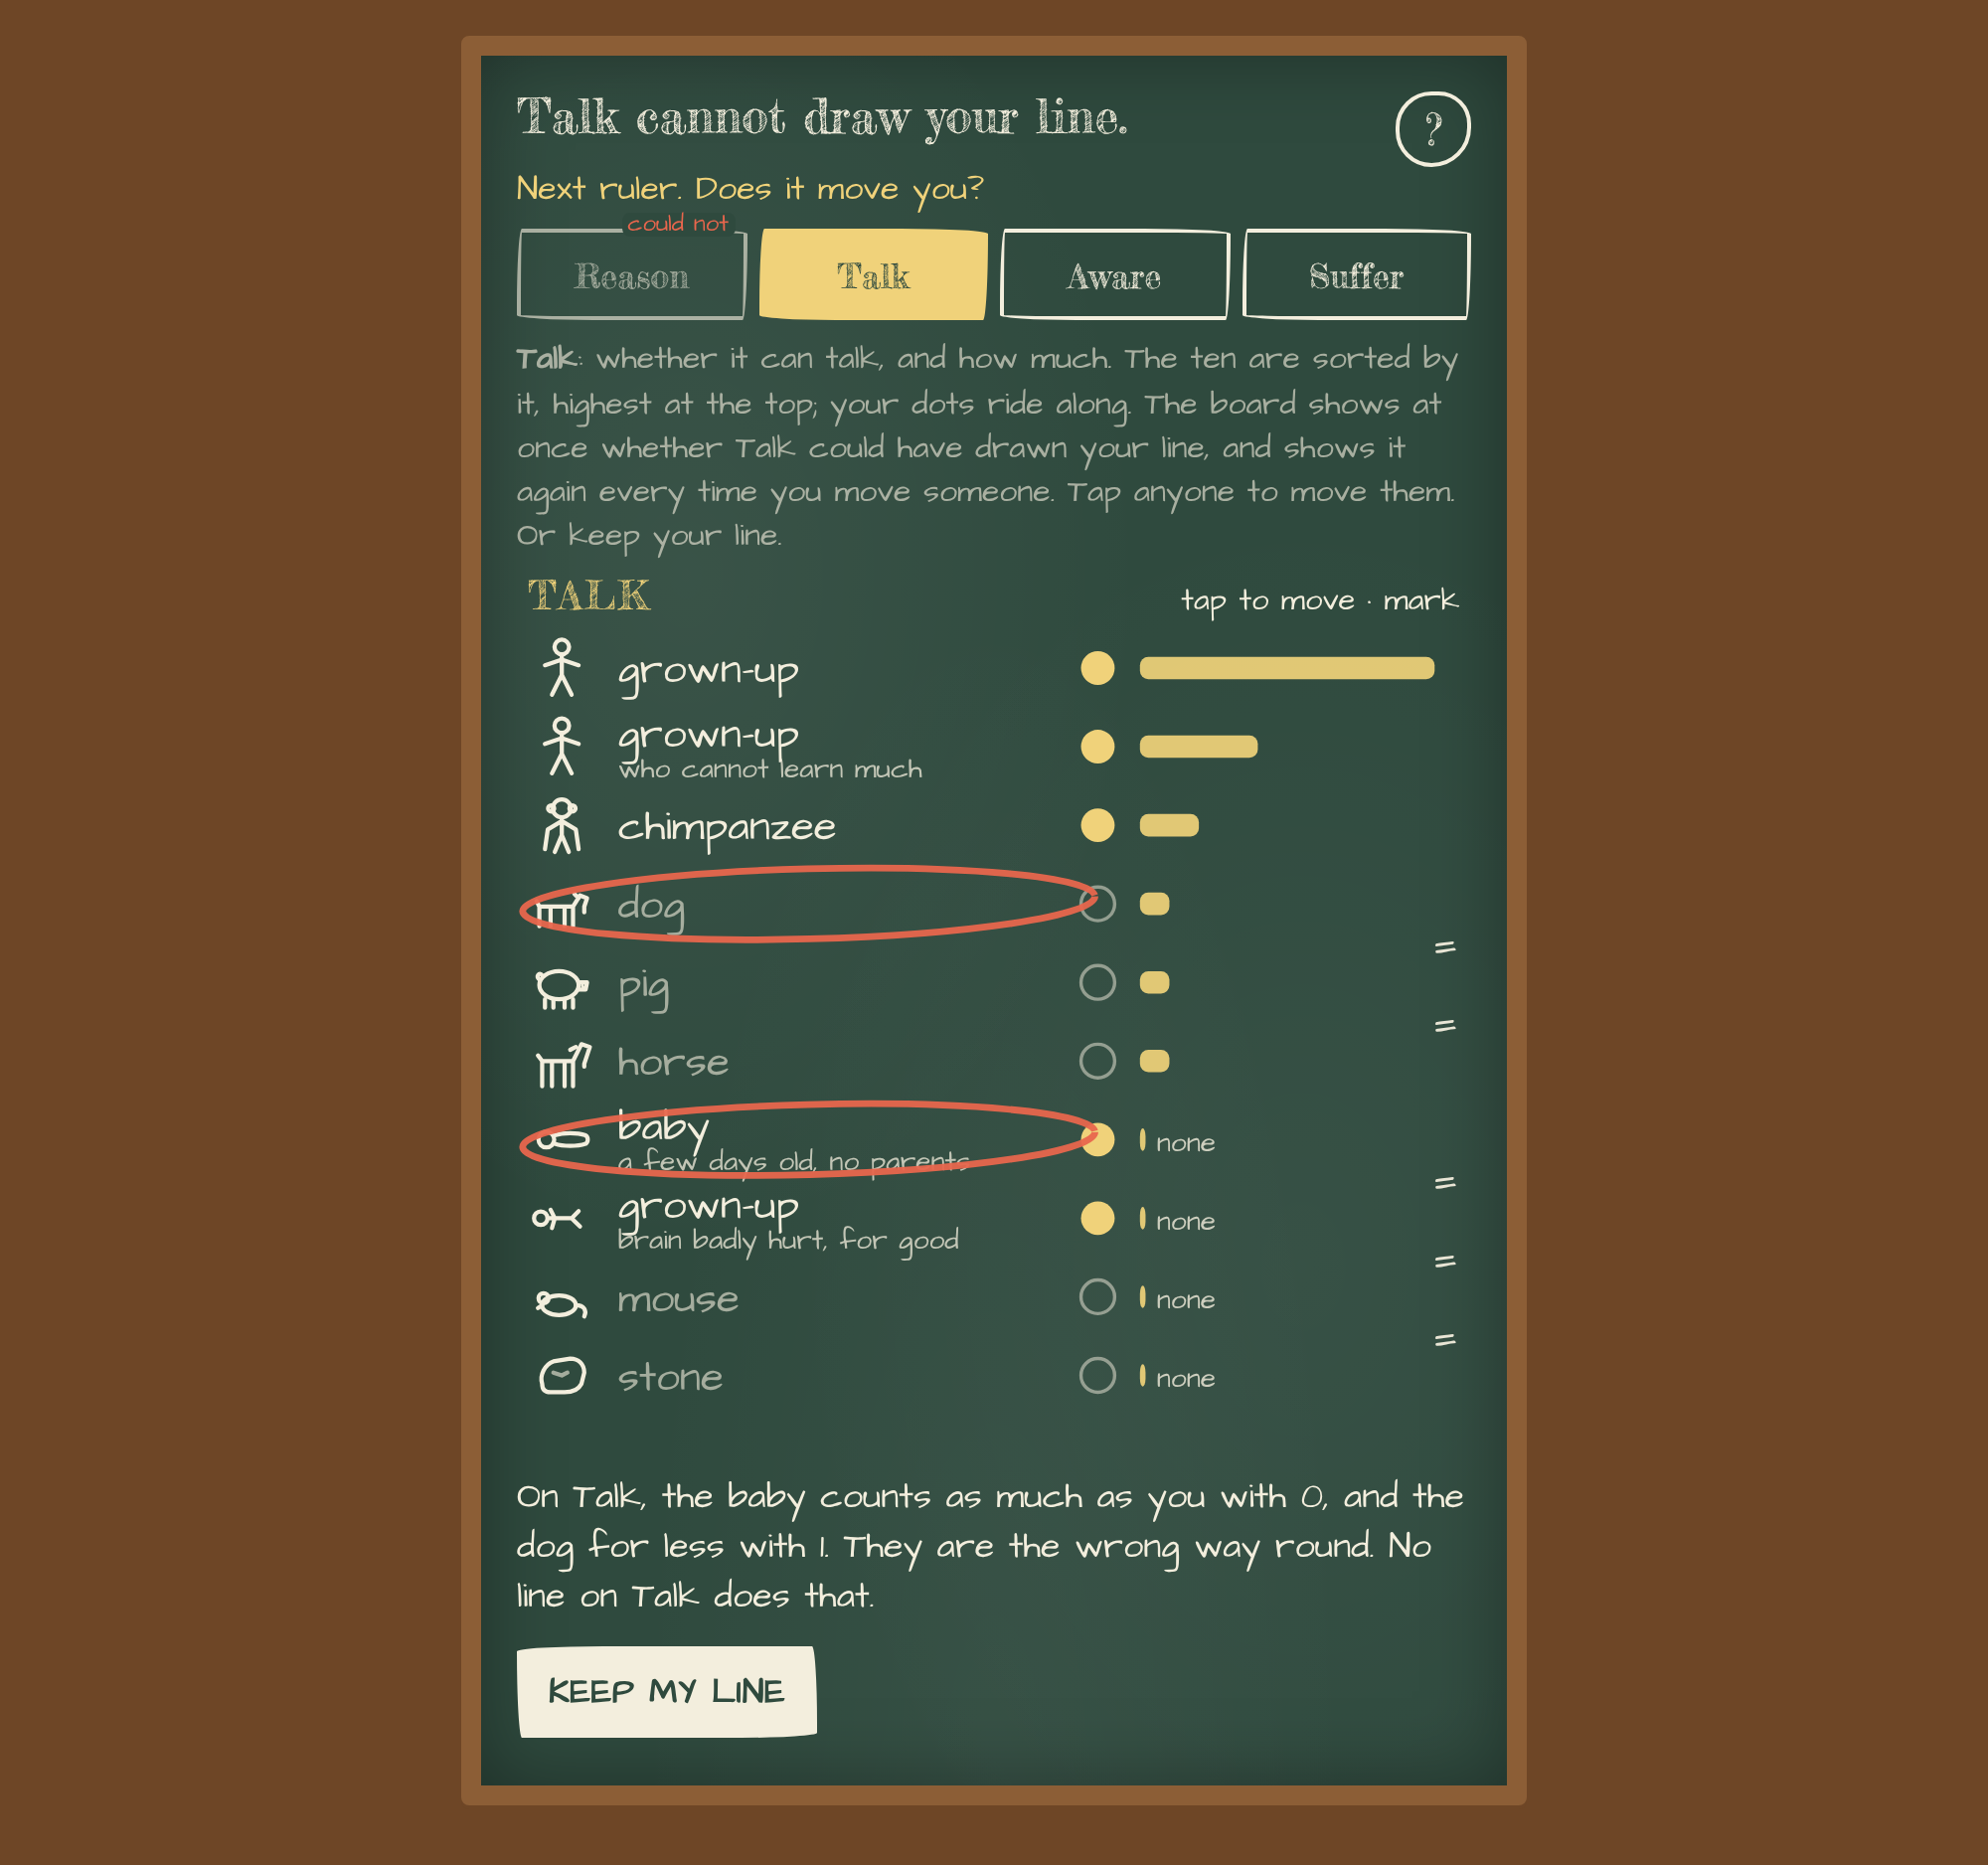 Talk cannot draw your line.
?
Next ruler. Does it move you?
could not
Reason
Talk
Aware
Suffer
Talk: whether it can talk, and how much. The ten are sorted by
it, highest at the top; your dots ride along. The board shows at
once whether Talk could have drawn your line, and shows it
again every time you move someone. Tap anyone to move them.
Or keep your line.
TALK
tap to move · mark
grown-up
grown-up
who cannot learn much
chimpanzee
dog
=
pig
=
horse
baby
none
a few days old, no parents
=
grown-up
none
brain badly hurt, for good
=
mouse
none
=
stone
none
On Talk, the baby counts as much as you with 0, and the
dog for less with 1. They are the wrong way round. No
line on Talk does that.
KEEP MY LINE